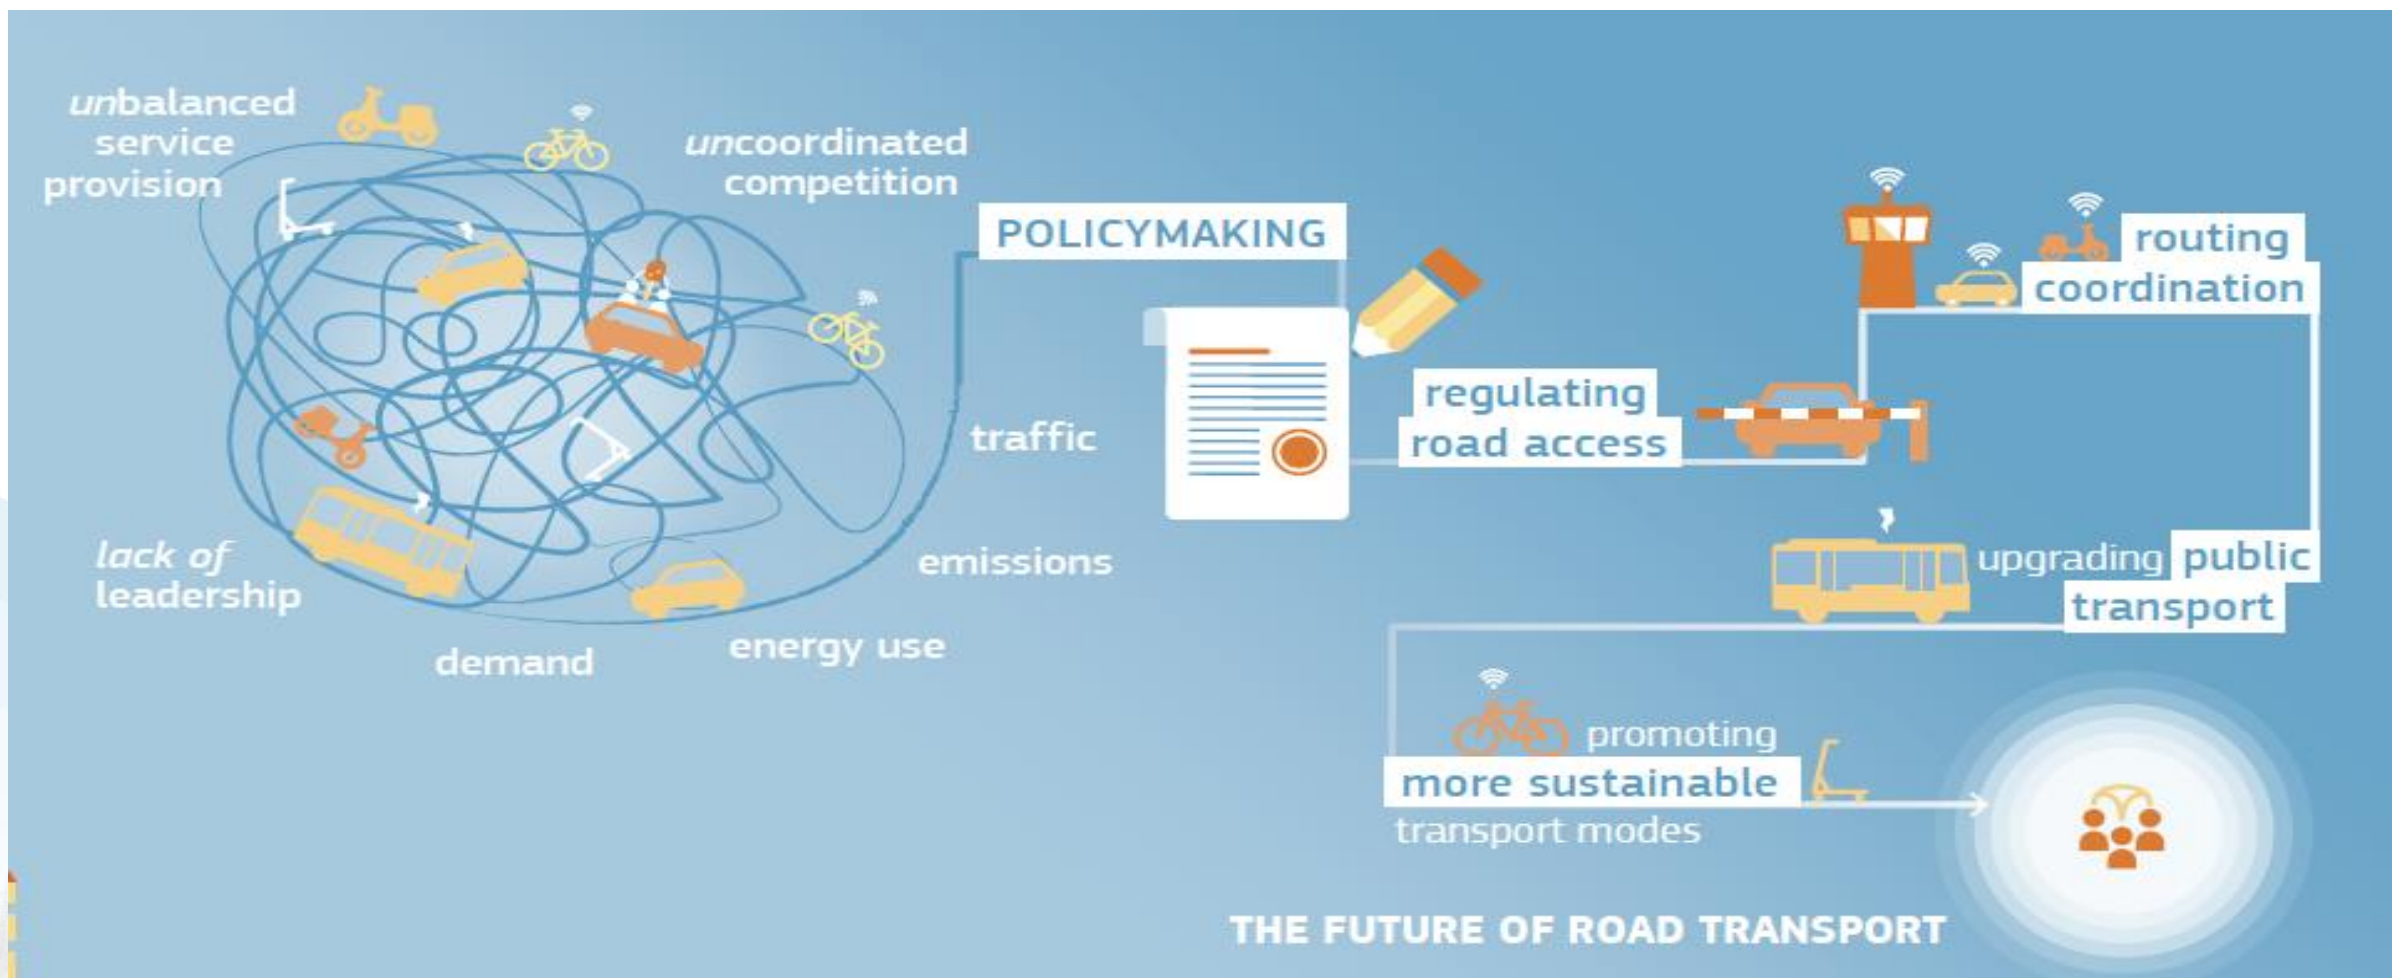 unbalanced
service
provision
uncoordinated
competition
lack of
leadership
demand
energy use
emissions
traffic
POLICYMAKING
regulating
road access
routing
coordination
upgrading public
transport
promoting
more sustainable
transport modes
THE FUTURE OF ROAD TRANSPORT